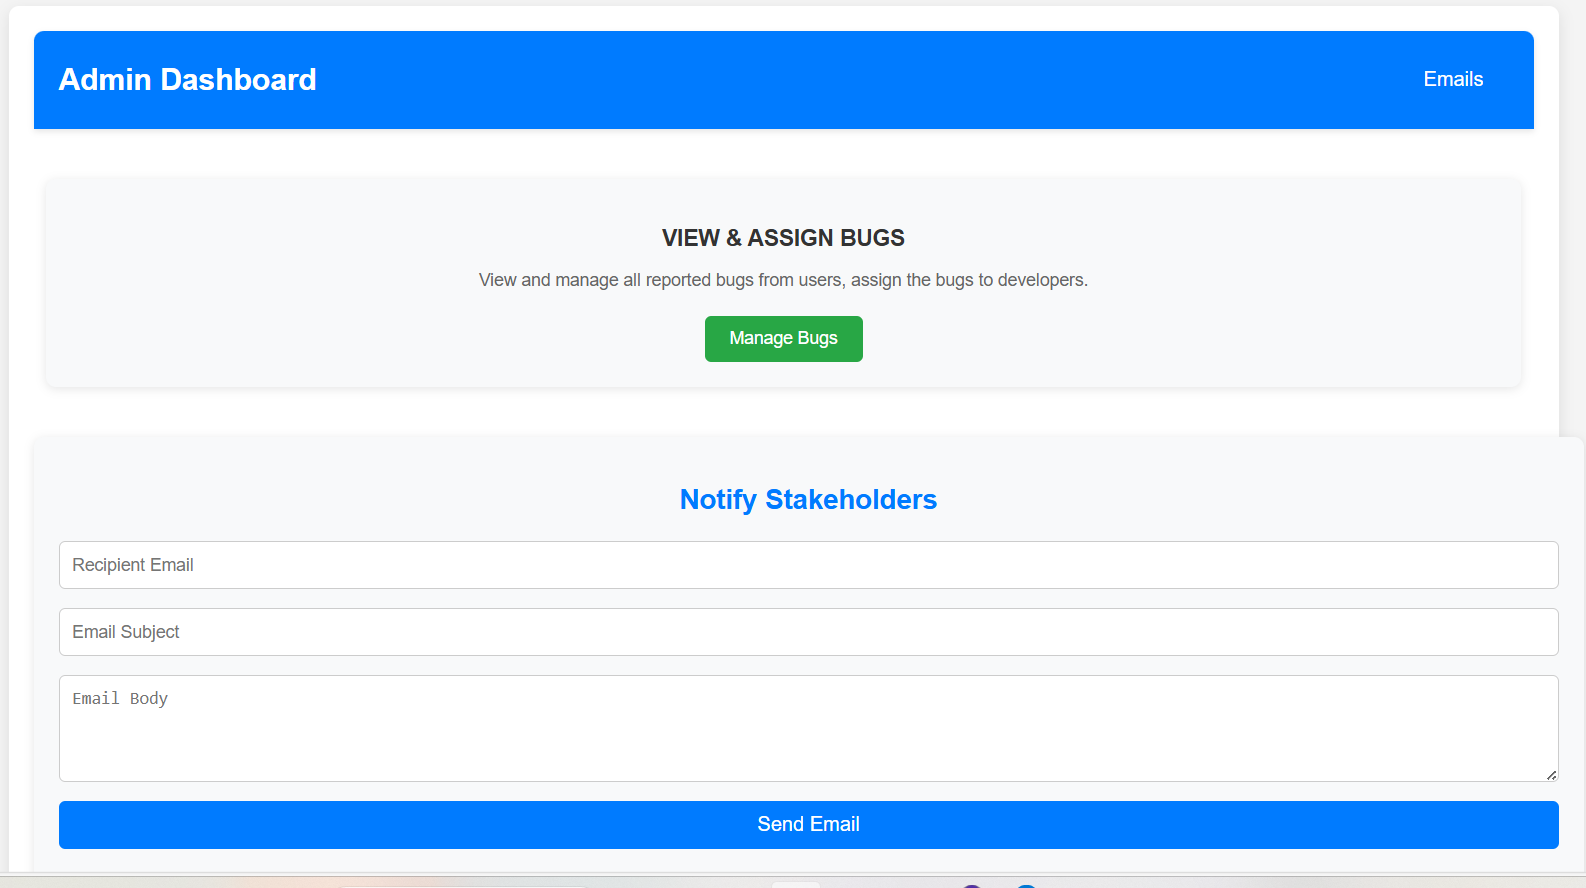 Admin Dashboard
Emails
VIEW & ASSIGN BUGS
View and manage all reported bugs from users, assign the bugs to developers.
Manage Bugs
Notify Stakeholders
Recipient Email
Email Subject
Email Body
Send Email